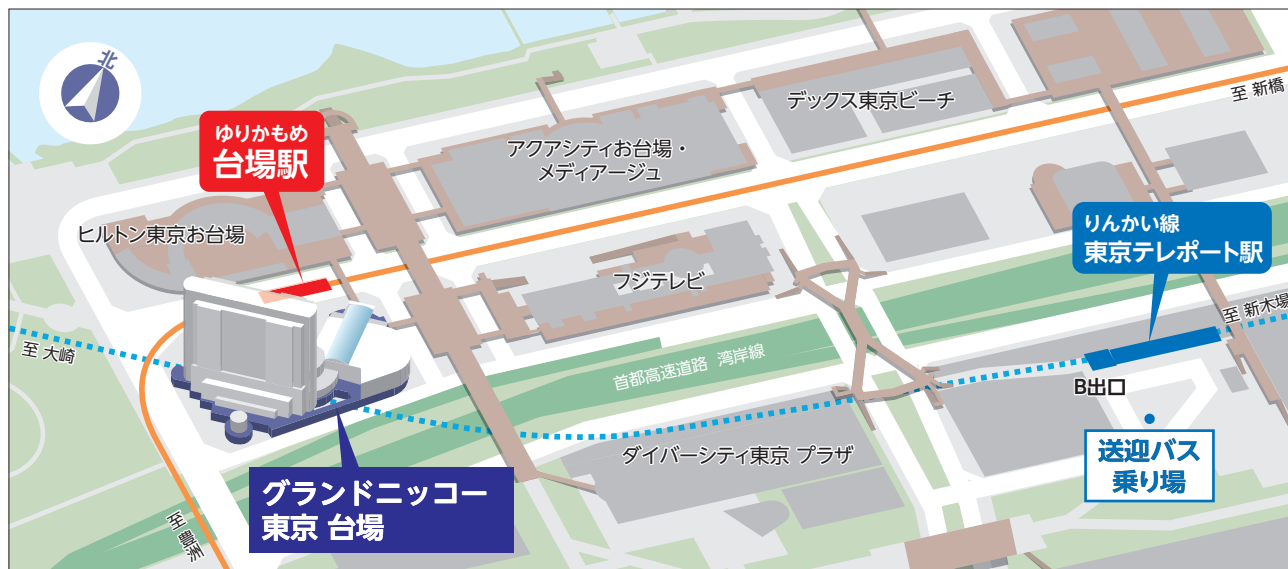 北
デックス東京ビーチ
至 新橋
ゆりかもめ
台場駅
アクアシティお台場・
メディアージュ
ヒルトン東京お台場
りんかい線
東京テレポート駅
フジテレビ
至 新木場
至 大崎
首都高速道路 湾岸線
B出口
ダイバーシティ東京 プラザ
送迎バス
乗り場
グランドニッコー
東京 台場
至 豊洲